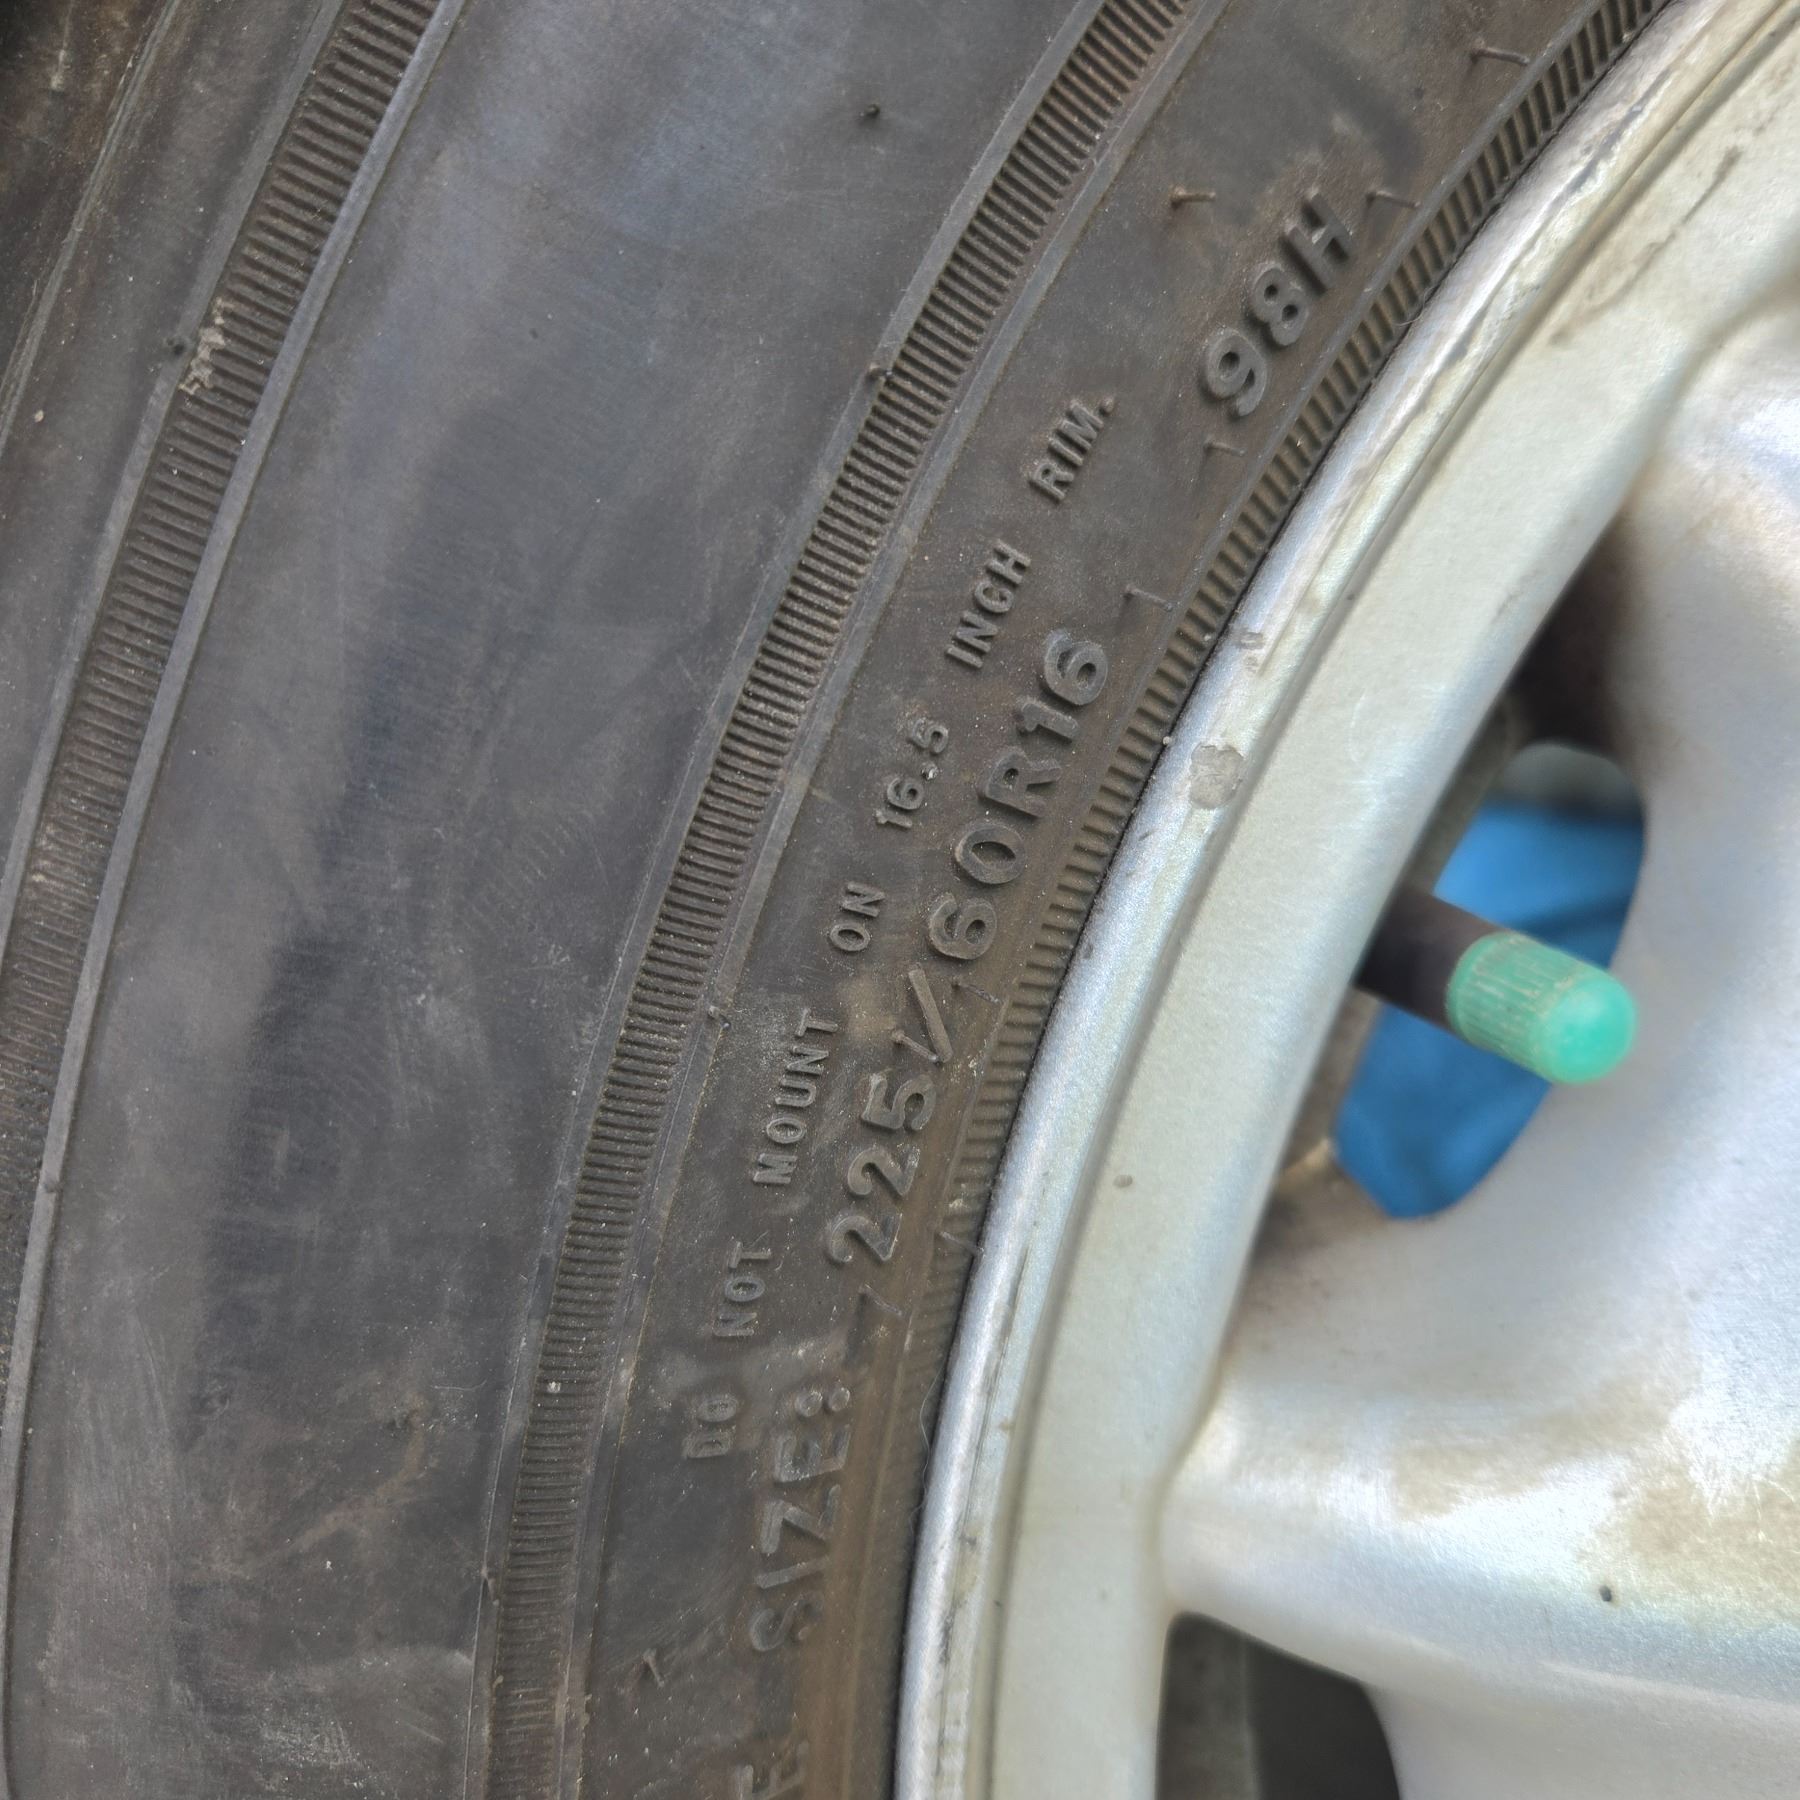 DO NOT MOUNT ON 16.5 INCH RIM.
SIZE: 225/60R16 98H